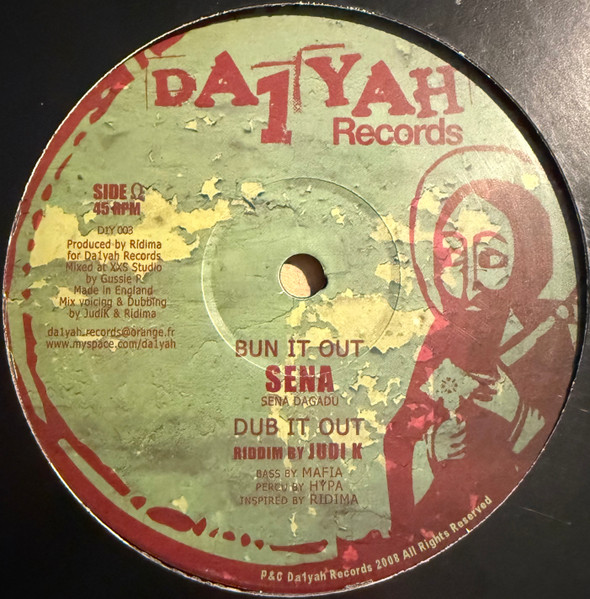 DA1YAH
Records
SIDE Ω
45 RPM
DIY 003
Produced by Rídima
for Da1yah Records
Mixed at XXS Studio
by Gussie P.
Made in England
Mix voicing & Dubbing
by JudiK & Ridima
da1yah.records@orange.fr
www.myspace.com/da1yah
BUN IT OUT
SENA
SENA DAGADU
DUB IT OUT
RIDDIM BY JUDI K
BASS BY MAFIA
PERCU BY HYPA
INSPIRED BY RIDIMA
P&C Da1yah Records 2008 All Rights Reserved